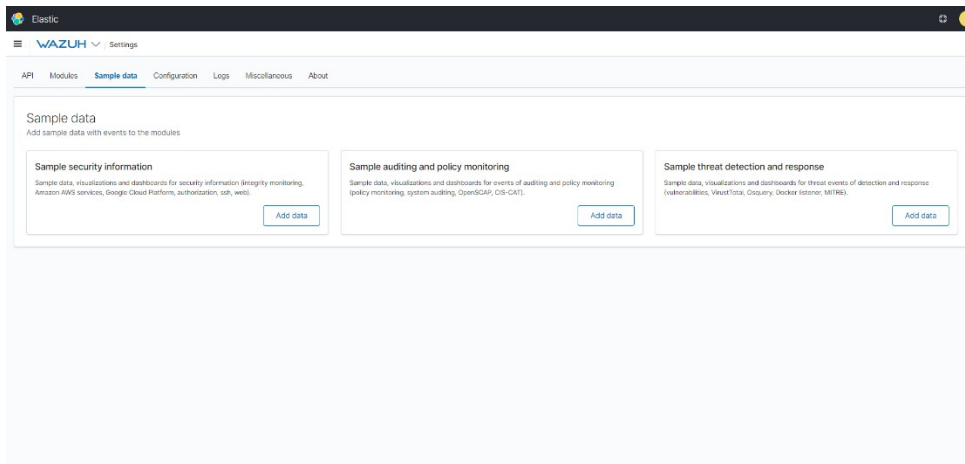 Elastic
WAZUH Settings
API Modules Sample data Configuration Logs Miscellaneous About
Sample data
Add sample data with events to the modules
Sample security information
Sample data, visualizations and dashboards for security information (integrity monitoring,
Amazon AWS services, Google Cloud Platform, authorization, ssh, web).
Add data
Sample auditing and policy monitoring
Sample data, visualizations and dashboards for events of auditing and policy monitoring
(policy monitoring, system auditing, OpenSCAP, CIS-CAT).
Add data
Sample threat detection and response
Sample data, visualizations and dashboards for threat events of detection and response
(vulnerabilities, VirusTotal, Osquery, Docker listener, MITRE).
Add data